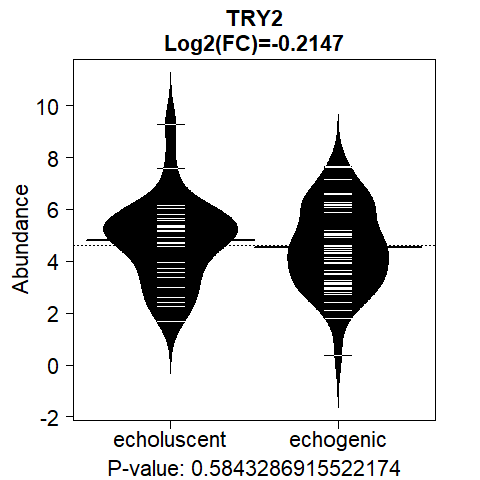 TRY2
Log2(FC)=-0.2147
Abundance
10
8
6
4
2
0
-2
echoluscent echogenic
P-value: 0.5843286915522174